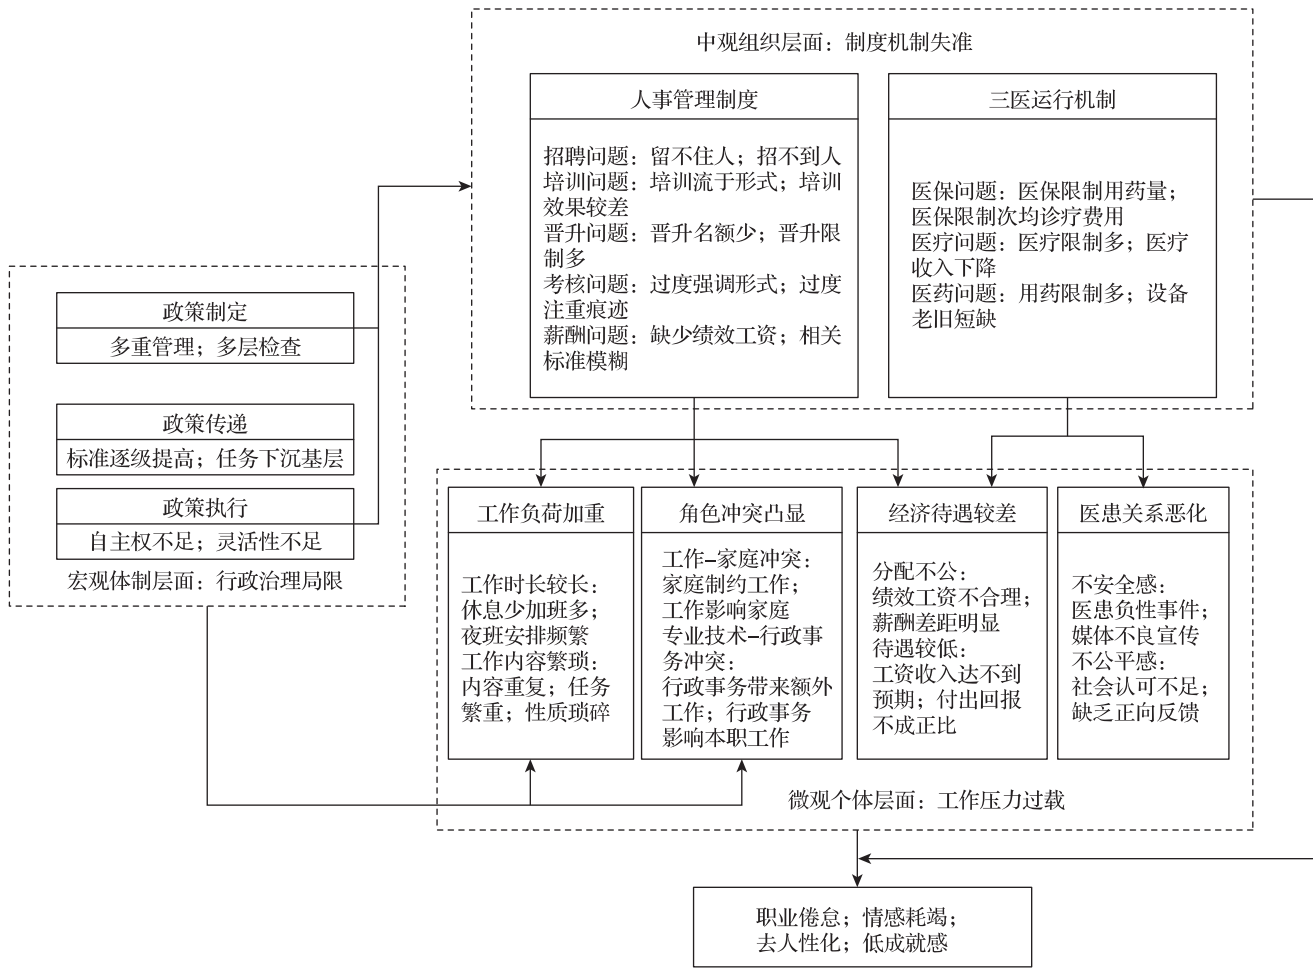 中观组织层面：制度机制失准
人事管理制度
招聘问题：留不住人；招不到人
培训问题：培训流于形式；培训
效果较差
晋升问题：晋升名额少；晋升限
制多
考核问题：过度强调形式；过度
注重痕迹
薪酬问题：缺少绩效工资；相关
标准模糊
三医运行机制
医保问题：医保限制用药量；
医保限制次均诊疗费用
医疗问题：医疗限制多；医疗
收入下降
医药问题：用药限制多；设备
老旧短缺
政策制定
多重管理；多层检查
政策传递
标准逐级提高；任务下沉基层
政策执行
自主权不足；灵活性不足
宏观体制层面：行政治理局限
工作负荷加重
工作时长较长：
休息少加班多；
夜班安排频繁
工作内容繁琐：
内容重复；任务
繁重；性质琐碎
角色冲突凸显
工作–家庭冲突：
家庭制约工作；
工作影响家庭
专业技术–行政事
务冲突：
行政事务带来额外
工作；行政事务
影响本职工作
经济待遇较差
分配不公：
绩效工资不合理；
薪酬差距明显
待遇较低：
工资收入达不到
预期；付出回报
不成正比
医患关系恶化
不安全感：
医患负性事件；
媒体不良宣传
不公平感：
社会认可不足；
缺乏正向反馈
微观个体层面：工作压力过载
职业倦怠；情感耗竭；
去人性化；低成就感